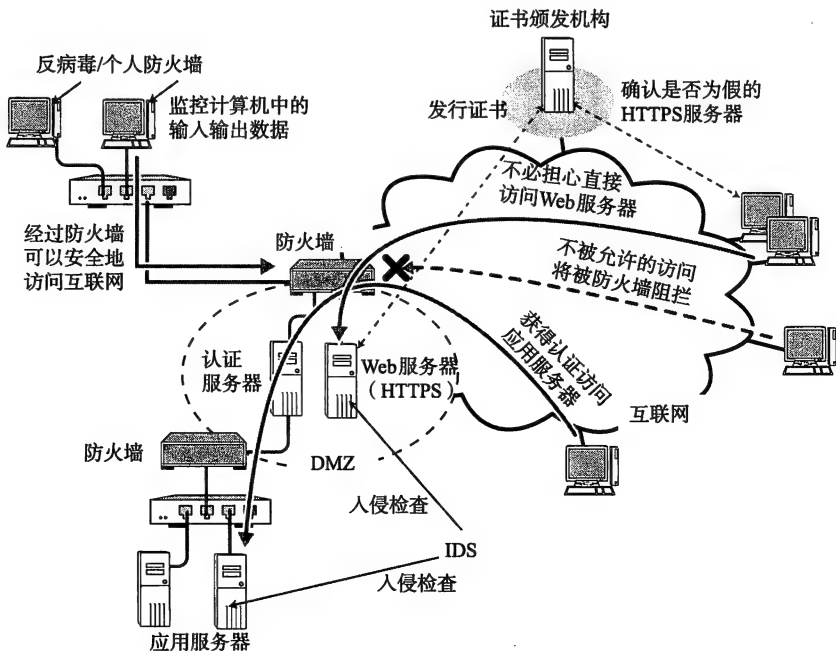 证书颁发机构
反病毒/个人防火墙
监控计算机中的
输入输出数据
发行证书
确认是否为假的
HTTPS服务器
不必担心直接
访问Web服务器
经过防火墙
可以安全地
访问互联网
防火墙
不被允许的访问
将被防火墙阻拦
获得认证访问
应用服务器
认证
服务器
Web服务器
（HTTPS）
互联网
防火墙
DMZ
入侵检查
IDS
入侵检查
应用服务器